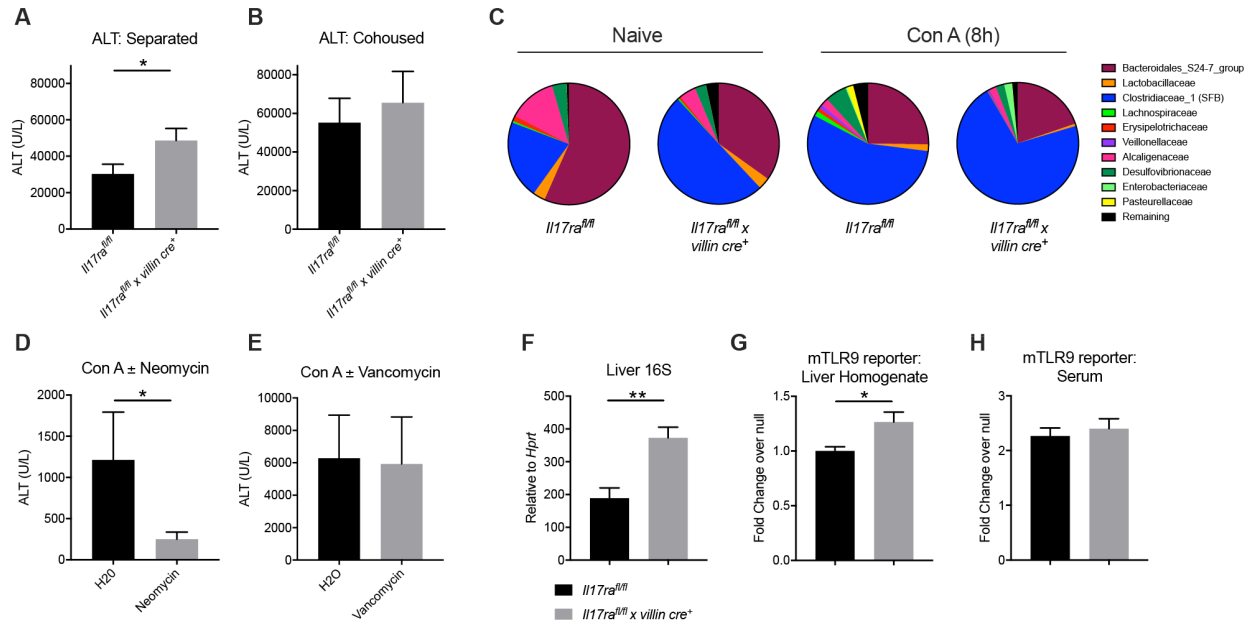 A
ALT: Separated
*
ALT (U/L)
80000
60000
40000
20000
0
Il17ra^fl/fl
Il17ra^fl/fl x villin cre^+
B
ALT: Cohoused
ALT (U/L)
80000
60000
40000
20000
0
Il17ra^fl/fl
Il17ra^fl/fl x villin cre^+
C
Naive
Con A (8h)
Il17ra^fl/fl
Il17ra^fl/fl x
villin cre^+
Il17ra^fl/fl
Il17ra^fl/fl x
villin cre^+
Bacteroidales_S24-7_group
Lactobacillaceae
Clostridiaceae_1 (SFB)
Lachnospiraceae
Erysipelotrichaceae
Veillonellaceae
Alcaligenaceae
Desulfovibrionaceae
Enterobacteriaceae
Pasteurellaceae
Remaining
D
Con A ± Neomycin
*
ALT (U/L)
2000
1500
1000
500
0
H20
Neomycin
E
Con A ± Vancomycin
ALT (U/L)
10000
8000
6000
4000
2000
0
H2O
Vancomycin
F
Liver 16S
**
Relative to Hprt
500
400
300
200
100
0
Il17ra^fl/fl
Il17ra^fl/fl x villin cre^+
G
mTLR9 reporter:
Liver Homogenate
*
Fold Change over null
1.5
1.0
0.5
0.0
H
mTLR9 reporter:
Serum
Fold Change over null
3
2
1
0